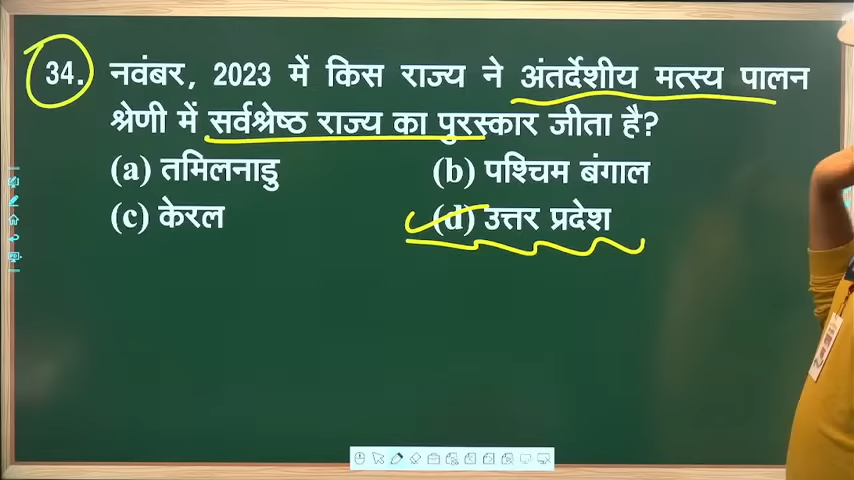 34. नवंबर, 2023 में किस राज्य ने अंतर्देशीय मत्स्य पालन
श्रेणी में सर्वश्रेष्ठ राज्य का पुरस्कार जीता है?
(a) तमिलनाडु (b) पश्चिम बंगाल
(c) केरल (d) उत्तर प्रदेश